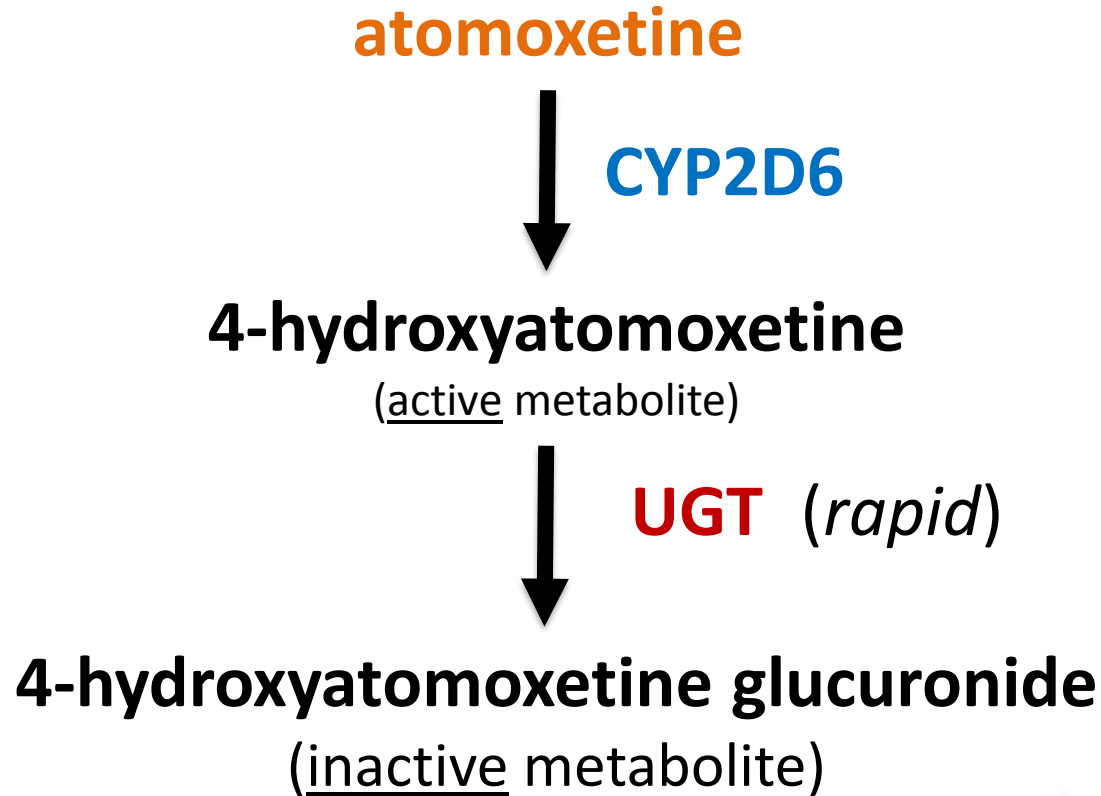 atomoxetine
CYP2D6
4-hydroxyatomoxetine
(active metabolite)
UGT (rapid)
4-hydroxyatomoxetine glucuronide
(inactive metabolite)